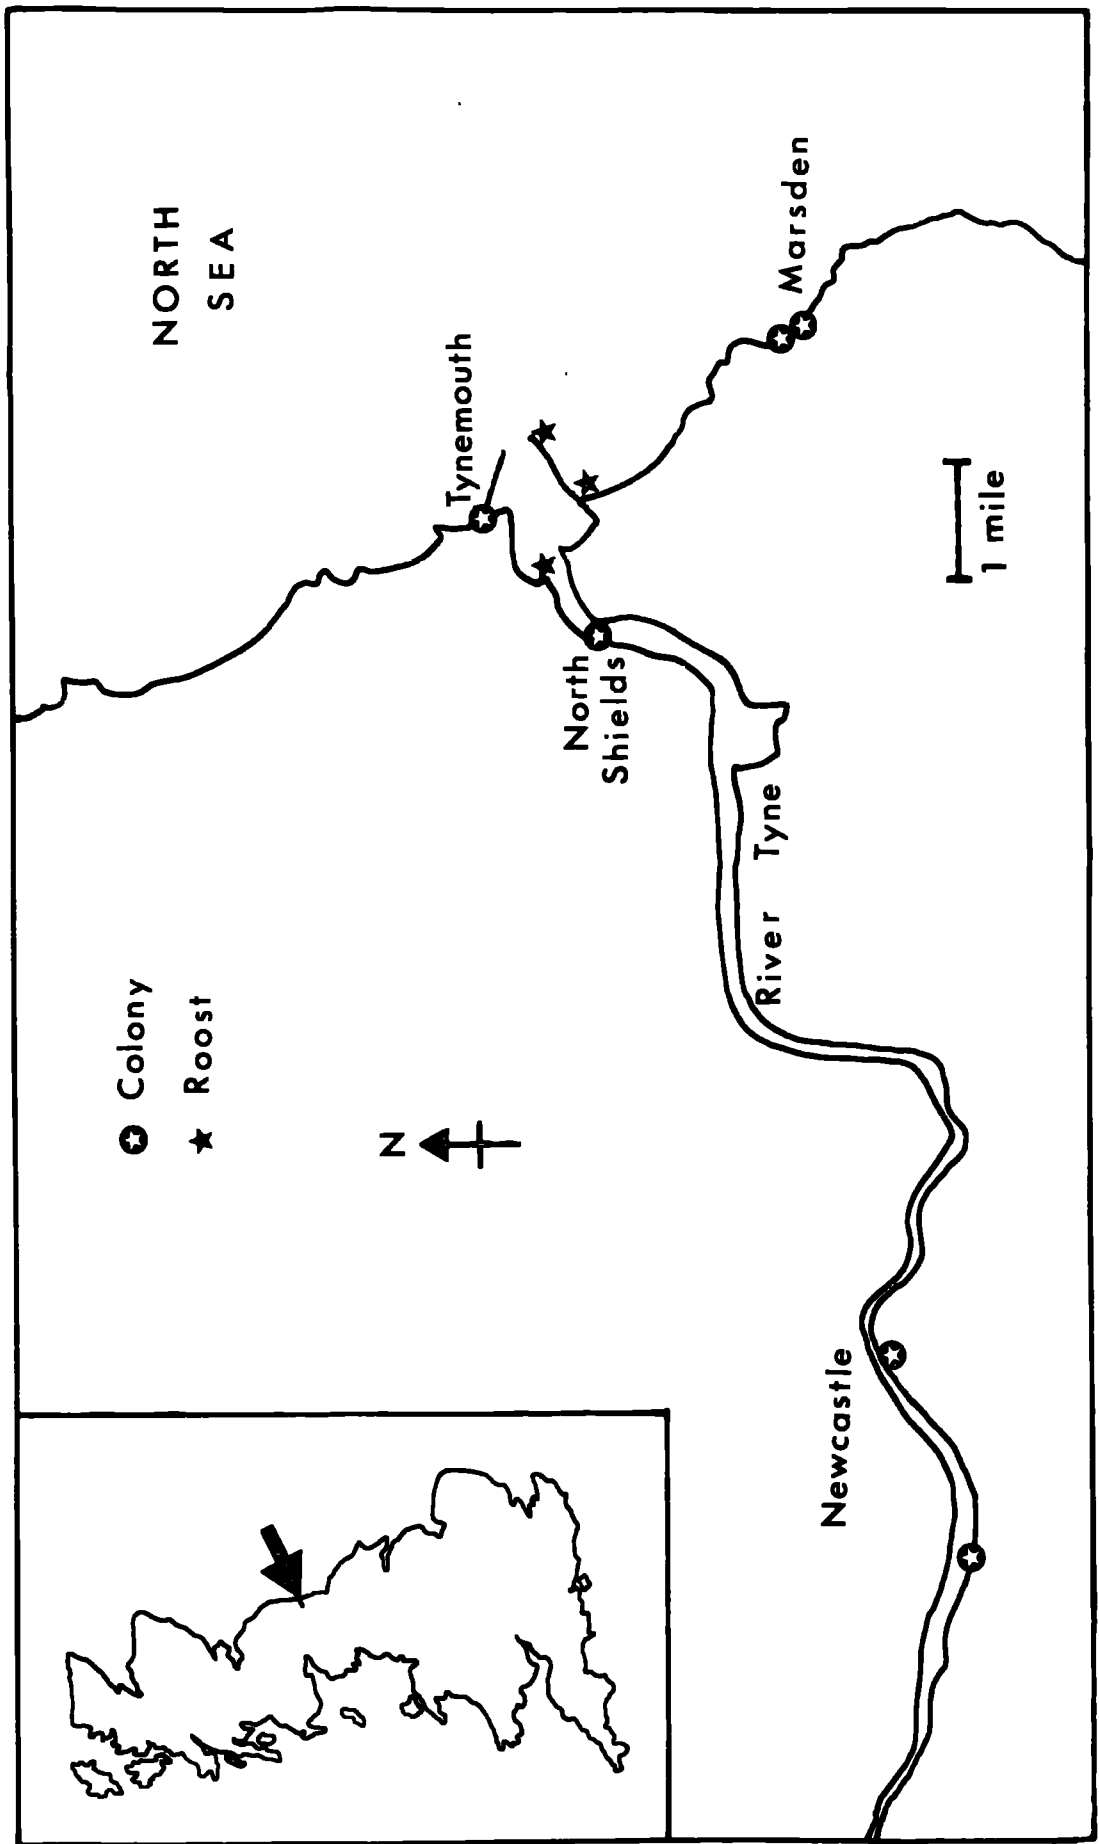 NORTH
SEA
Colony
Roost
N
Tynemouth
North
Shields
Marsden
River Tyne
Newcastle
1 mile